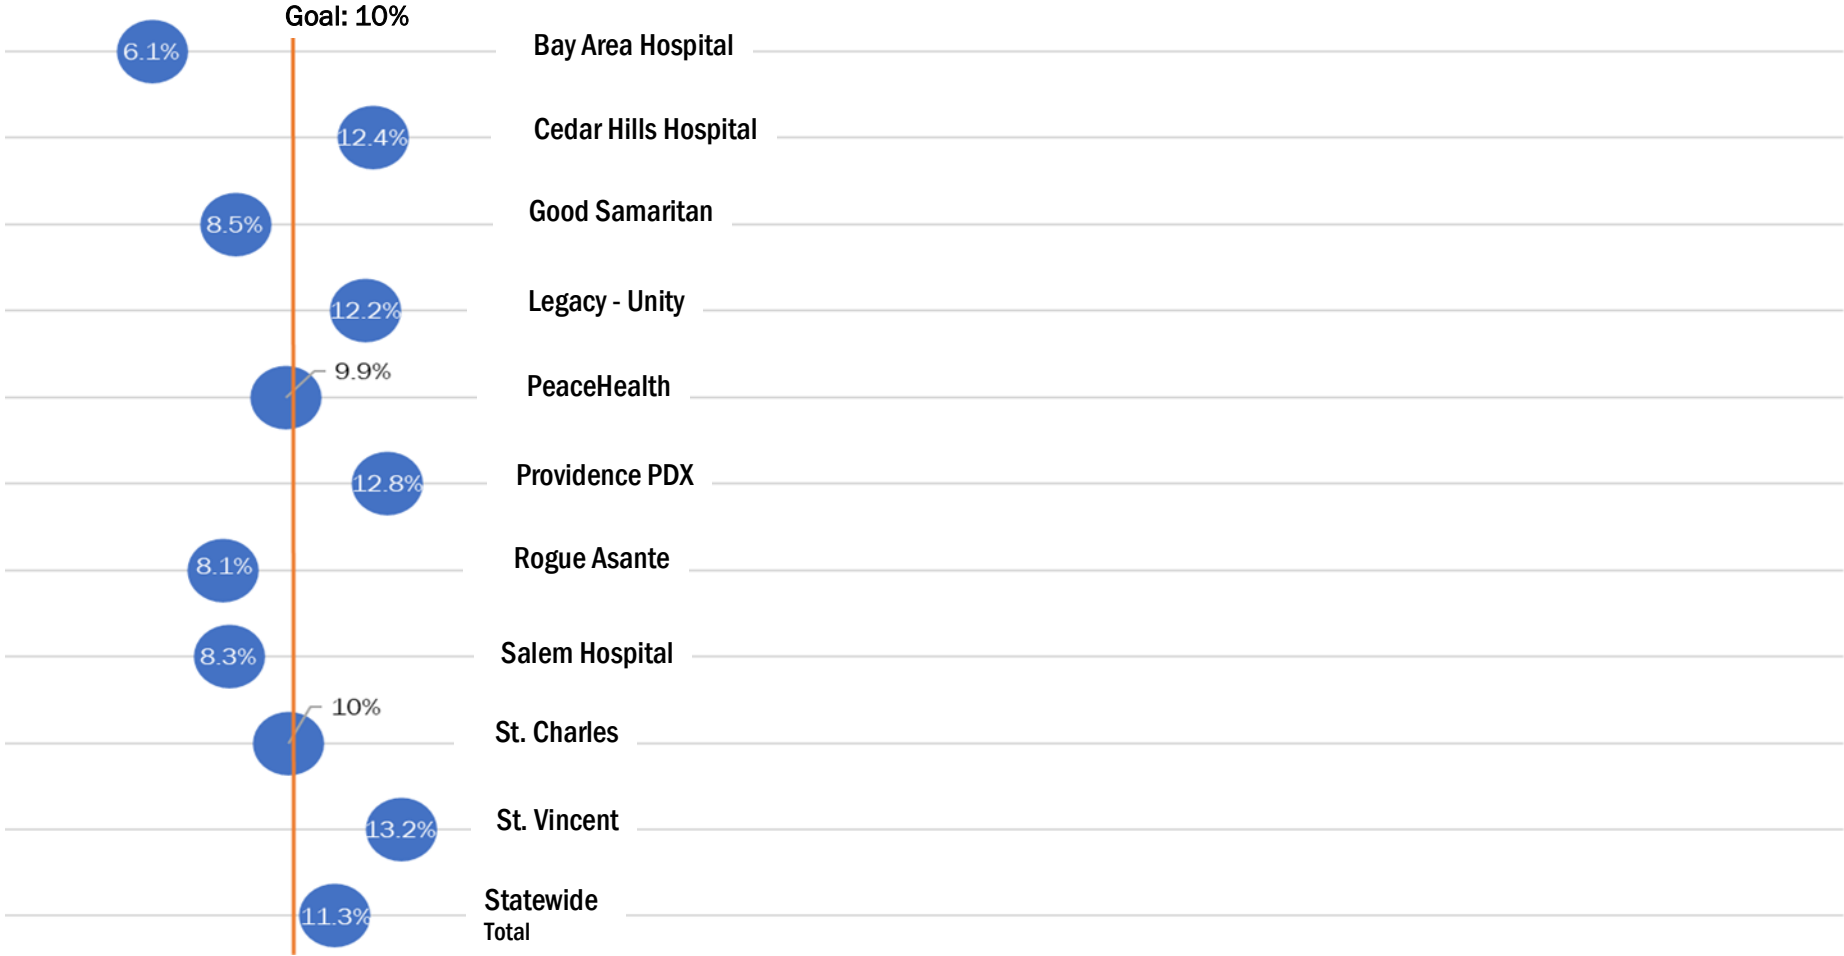 Goal: 10%
6.1% Bay Area Hospital
12.4% Cedar Hills Hospital
8.5% Good Samaritan
12.2% Legacy - Unity
9.9% PeaceHealth
12.8% Providence PDX
8.1% Rogue Asante
8.3% Salem Hospital
10% St. Charles
13.2% St. Vincent
11.3% Statewide
Total